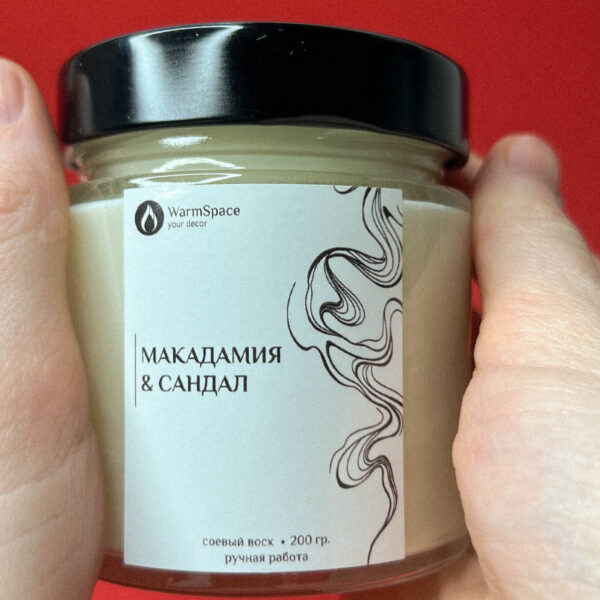 WarmSpace
your decor
МАКАДАМИЯ
& САНДАЛ
соевый воск • 200 гр.
ручная работа